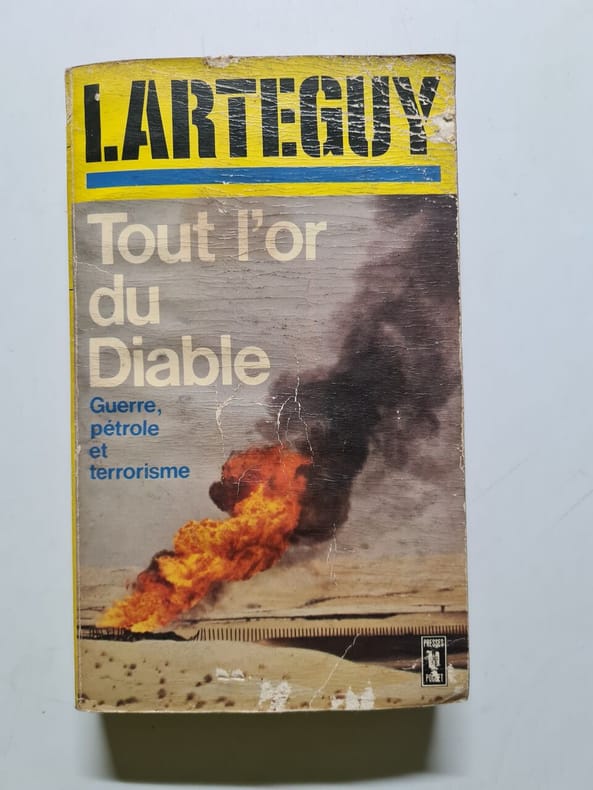 LARTEGUY
Tout l'or
du
Diable
Guerre,
pétrole
et
terrorisme
PRESSES
POCKET